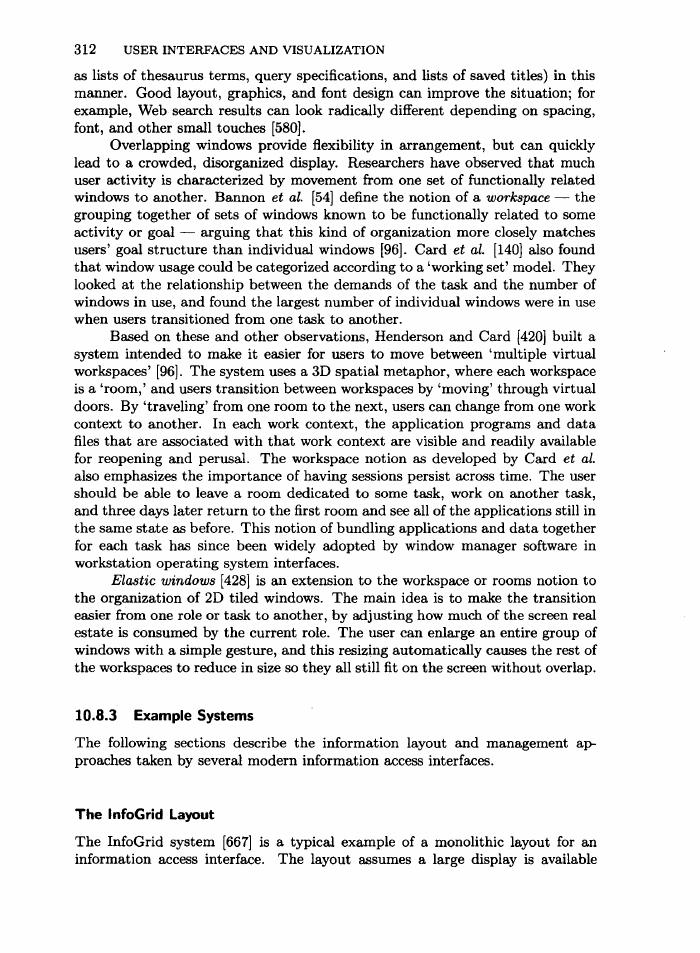 312 USER INTERFACES AND VISUALIZATION
as lists of thesaurus terms, query specifications, and lists of saved titles) in this
manner. Good layout, graphics, and font design can improve the situation; for
example, Web search results can look radically different depending on spacing,
font, and other small touches [580].
Overlapping windows provide flexibility in arrangement, but can quickly
lead to a crowded, disorganized display. Researchers have observed that much
user activity is characterized by movement from one set of functionally related
windows to another. Bannon et al. [54] define the notion of a workspace — the
grouping together of sets of windows known to be functionally related to some
activity or goal — arguing that this kind of organization more closely matches
users' goal structure than individual windows [96]. Card et al. [140] also found
that window usage could be categorized according to a 'working set' model. They
looked at the relationship between the demands of the task and the number of
windows in use, and found the largest number of individual windows were in use
when users transitioned from one task to another.
Based on these and other observations, Henderson and Card [420] built a
system intended to make it easier for users to move between 'multiple virtual
workspaces' [96]. The system uses a 3D spatial metaphor, where each workspace
is a 'room,' and users transition between workspaces by 'moving' through virtual
doors. By 'traveling' from one room to the next, users can change from one work
context to another. In each work context, the application programs and data
files that are associated with that work context are visible and readily available
for reopening and perusal. The workspace notion as developed by Card et al.
also emphasizes the importance of having sessions persist across time. The user
should be able to leave a room dedicated to some task, work on another task,
and three days later return to the first room and see all of the applications still in
the same state as before. This notion of bundling applications and data together
for each task has since been widely adopted by window manager software in
workstation operating system interfaces.
Elastic windows [428] is an extension to the workspace or rooms notion to
the organization of 2D tiled windows. The main idea is to make the transition
easier from one role or task to another, by adjusting how much of the screen real
estate is consumed by the current role. The user can enlarge an entire group of
windows with a simple gesture, and this resizing automatically causes the rest of
the workspaces to reduce in size so they all still fit on the screen without overlap.
10.8.3 Example Systems
The following sections describe the information layout and management ap-
proaches taken by several modern information access interfaces.
The InfoGrid Layout
The InfoGrid system [667] is a typical example of a monolithic layout for an
information access interface. The layout assumes a large display is available